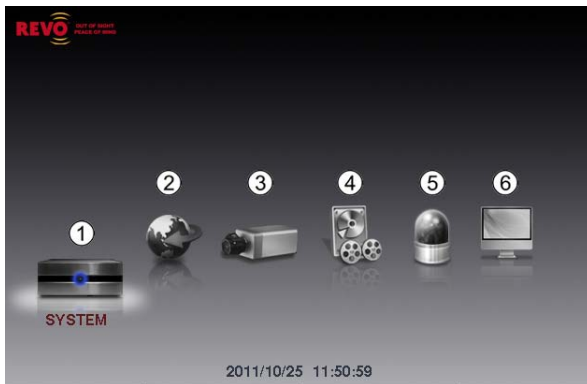 REVO OUT OF SIGHT
PEACE OF MIND
1
2
3
4
5
6
SYSTEM
2011/10/25 11:50:59